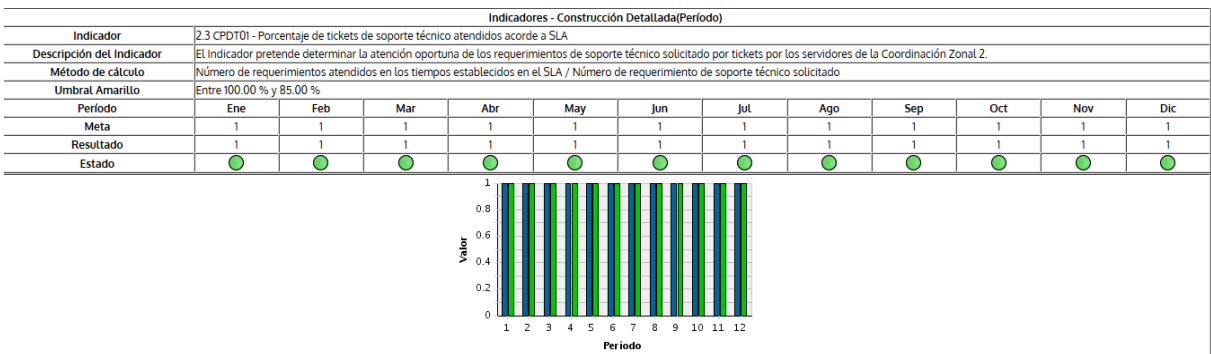 Indicadores - Construcción Detallada(Período)
Indicador 2.3 CPDT01 - Porcentaje de tickets de soporte técnico atendidos acorde a SLA
Descripción del Indicador El Indicador pretende determinar la atención oportuna de los requerimientos de soporte técnico solicitado por tickets por los servidores de la Coordinación Zonal 2.
Método de cálculo Número de requerimientos atendidos en los tiempos establecidos en el SLA / Número de requerimiento de soporte técnico solicitado
Umbral Amarillo Entre 100.00 % y 85.00 %
Período Ene Feb Mar Abr May Jun Jul Ago Sep Oct Nov Dic
Meta 1 1 1 1 1 1 1 1 1 1 1 1
Resultado 1 1 1 1 1 1 1 1 1 1 1 1
Estado
1
0.8
0.6
0.4
0.2
0
Valor
1 2 3 4 5 6 7 8 9 10 11 12
Período